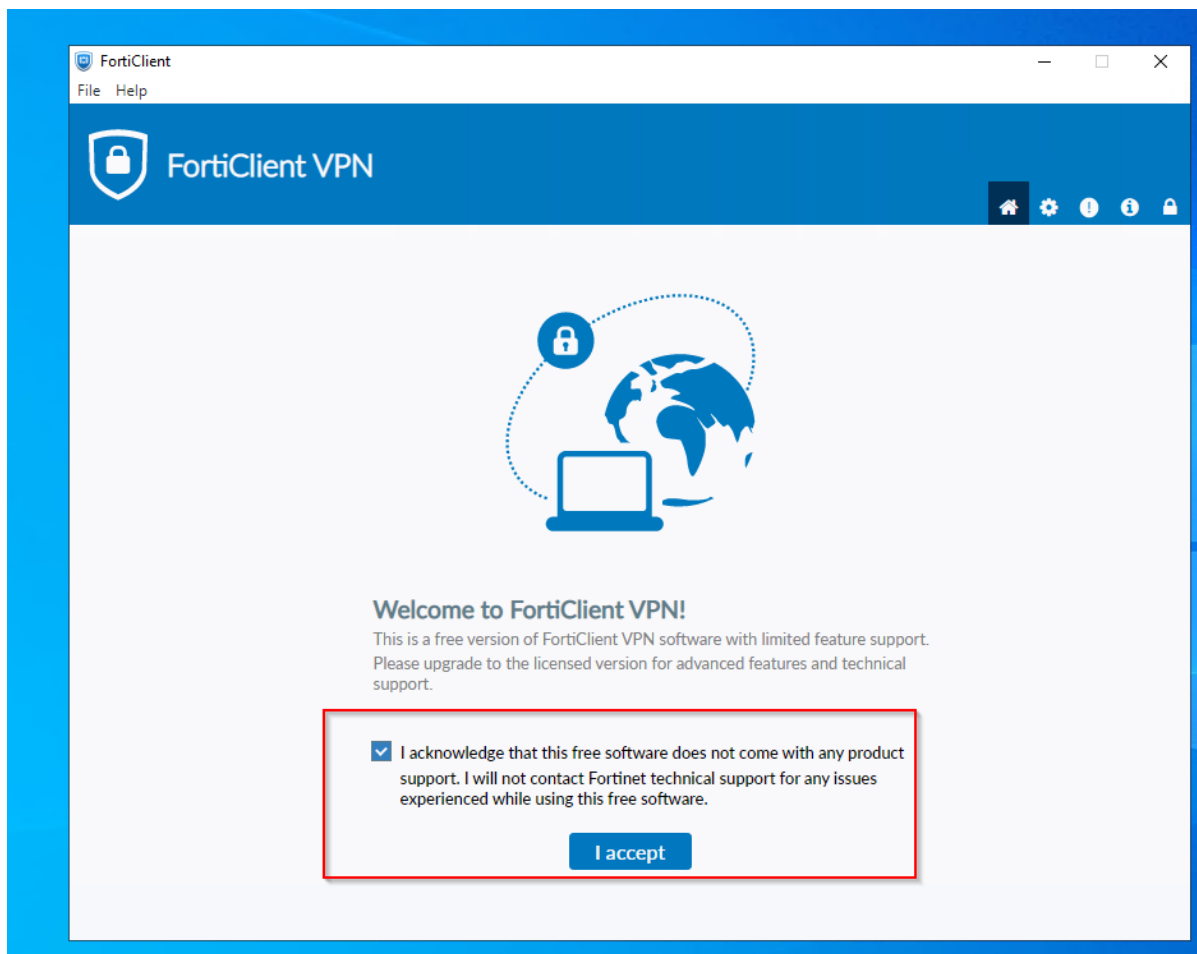 FortiClient
File Help
FortiClient VPN
Welcome to FortiClient VPN!
This is a free version of FortiClient VPN software with limited feature support.
Please upgrade to the licensed version for advanced features and technical
support.
I acknowledge that this free software does not come with any product
support. I will not contact Fortinet technical support for any issues
experienced while using this free software.
I accept